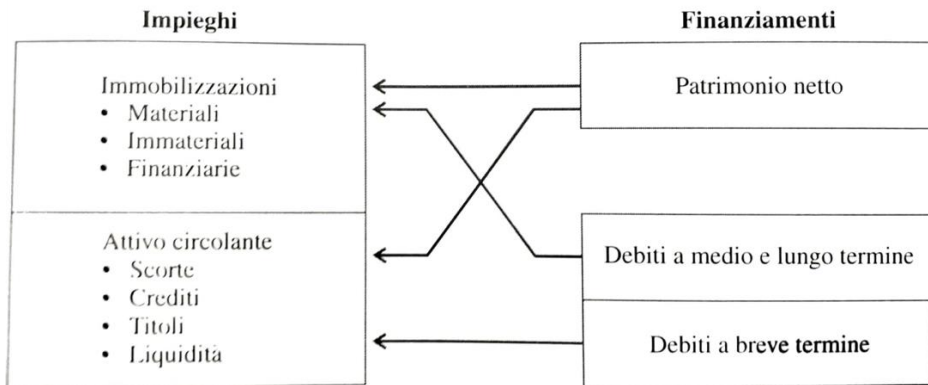 Impieghi
Immobilizzazioni
• Materiali
• Immateriali
• Finanziarie
Attivo circolante
• Scorte
• Crediti
• Titoli
• Liquidità
Finanziamenti
Patrimonio netto
Debiti a medio e lungo termine
Debiti a breve termine